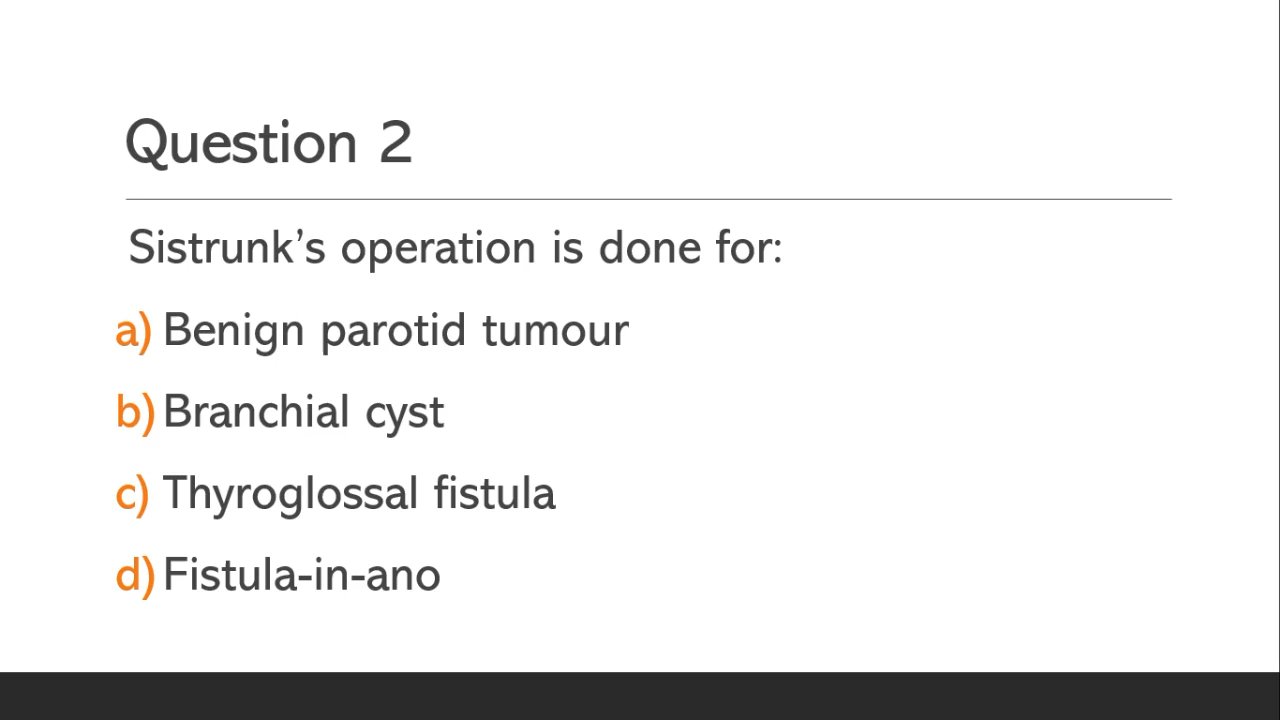 Question 2
Sistrunk’s operation is done for:
a) Benign parotid tumour
b) Branchial cyst
c) Thyroglossal fistula
d) Fistula-in-ano